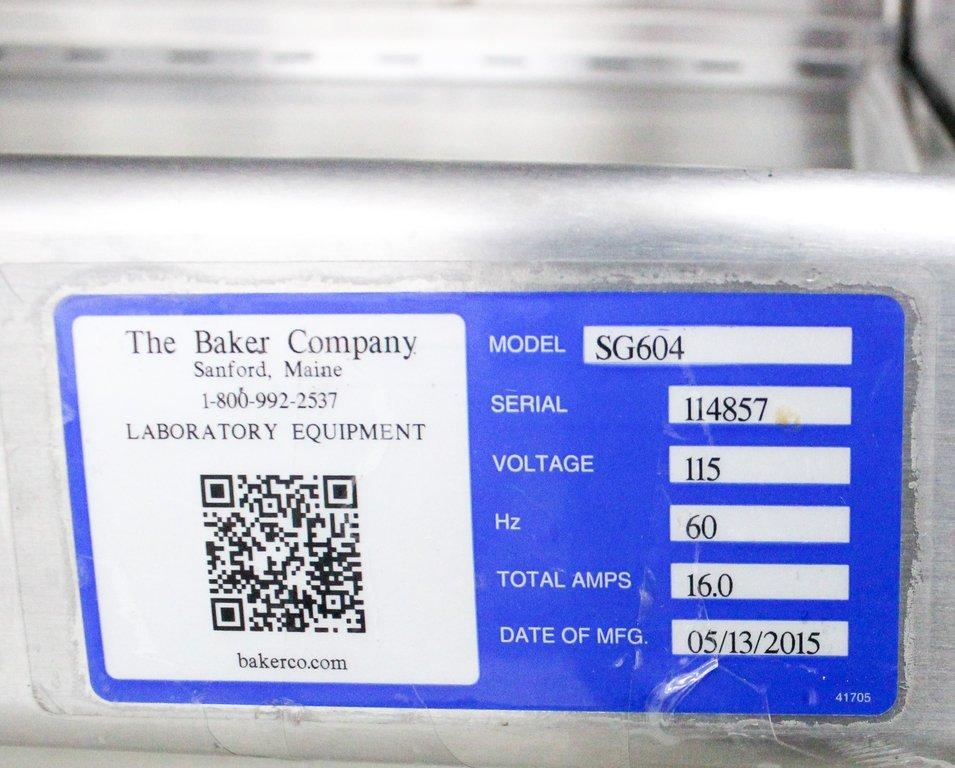 The Baker Company
Sanford, Maine
1-800-992-2537
LABORATORY EQUIPMENT
bakerco.com
MODEL SG604
SERIAL 114857
VOLTAGE 115
Hz 60
TOTAL AMPS 16.0
DATE OF MFG. 05/13/2015
41705